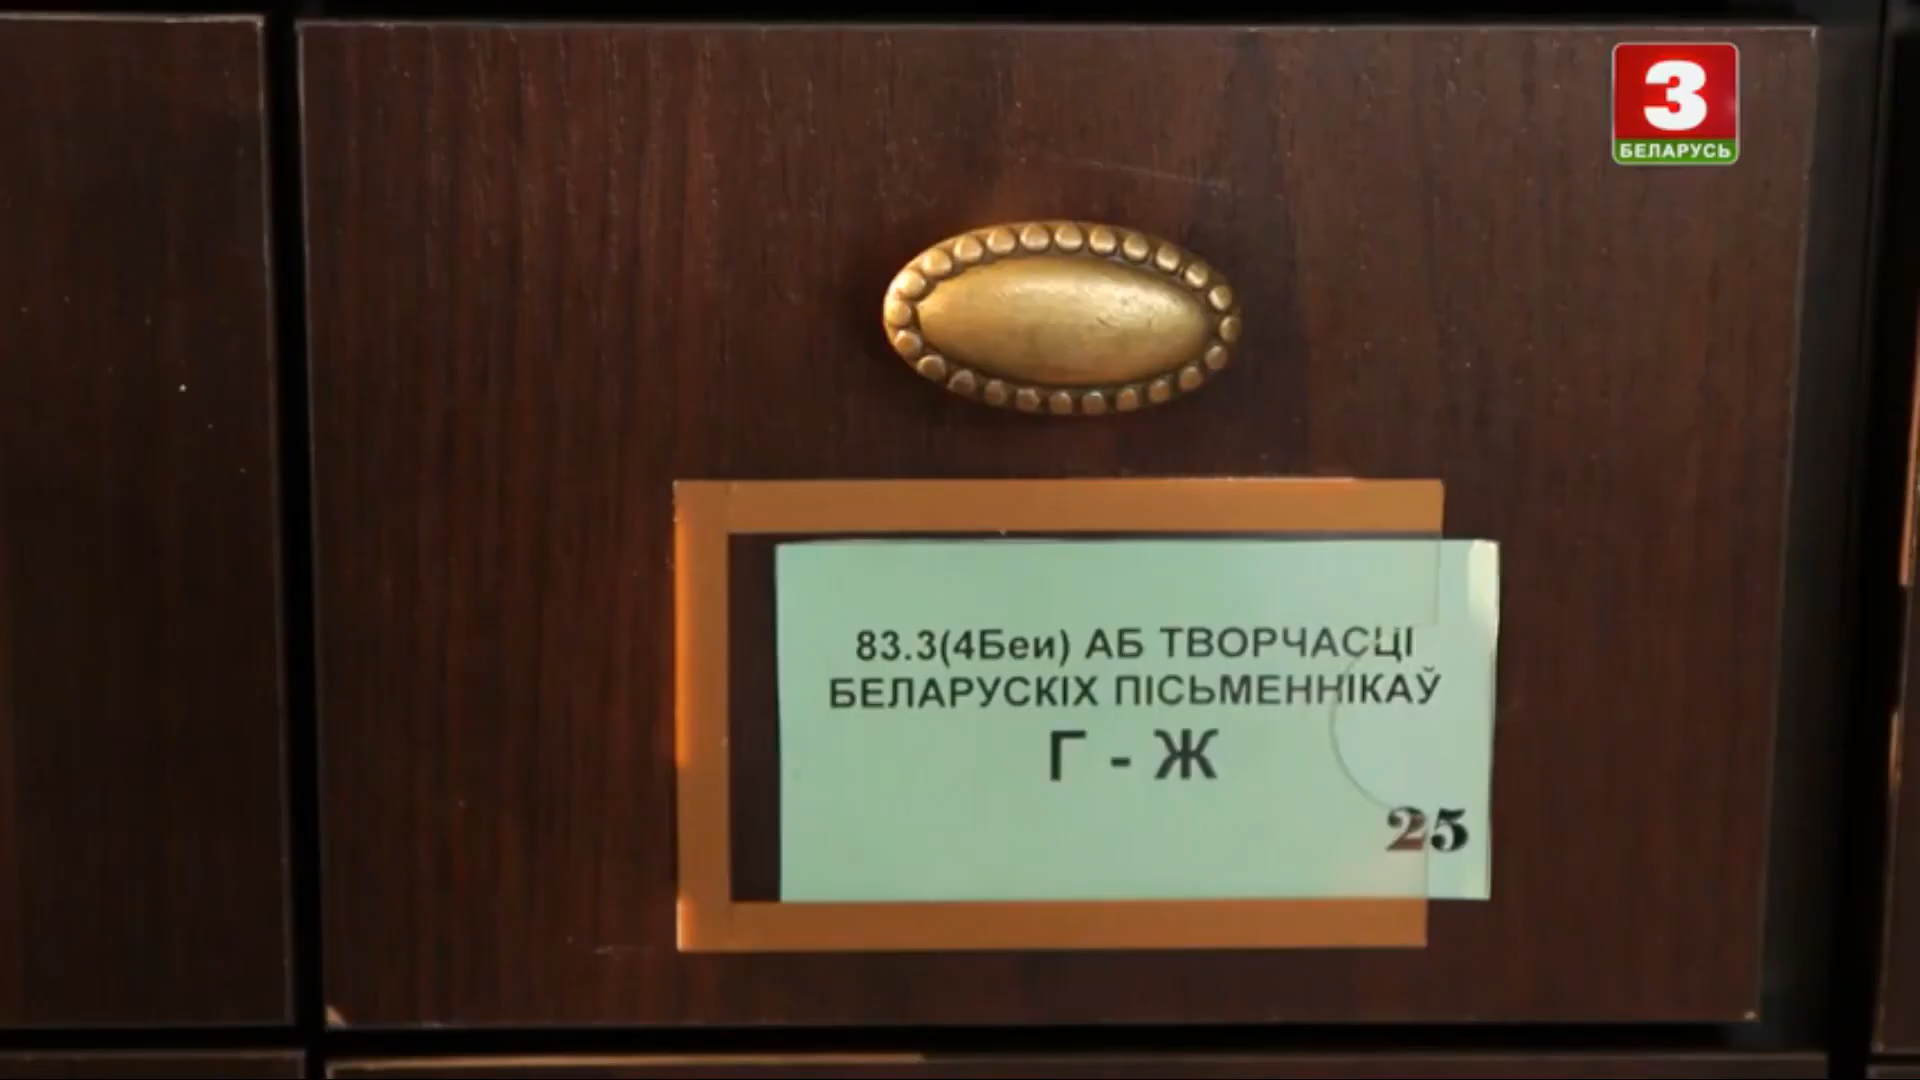 3
БЕЛАРУСЬ
83.3(4Беи) АБ ТВОРЧАСЦІ
БЕЛАРУСКІХ ПІСЬМЕННІКАЎ
Г - Ж
25